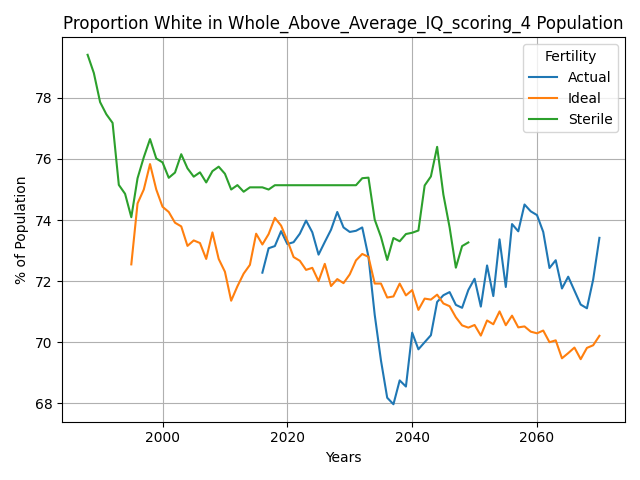 Proportion White in Whole_Above_Average_IQ_scoring_4 Population
Fertility
Actual
Ideal
Sterile
% of Population
78
76
74
72
70
68
2000
2020
2040
2060
Years